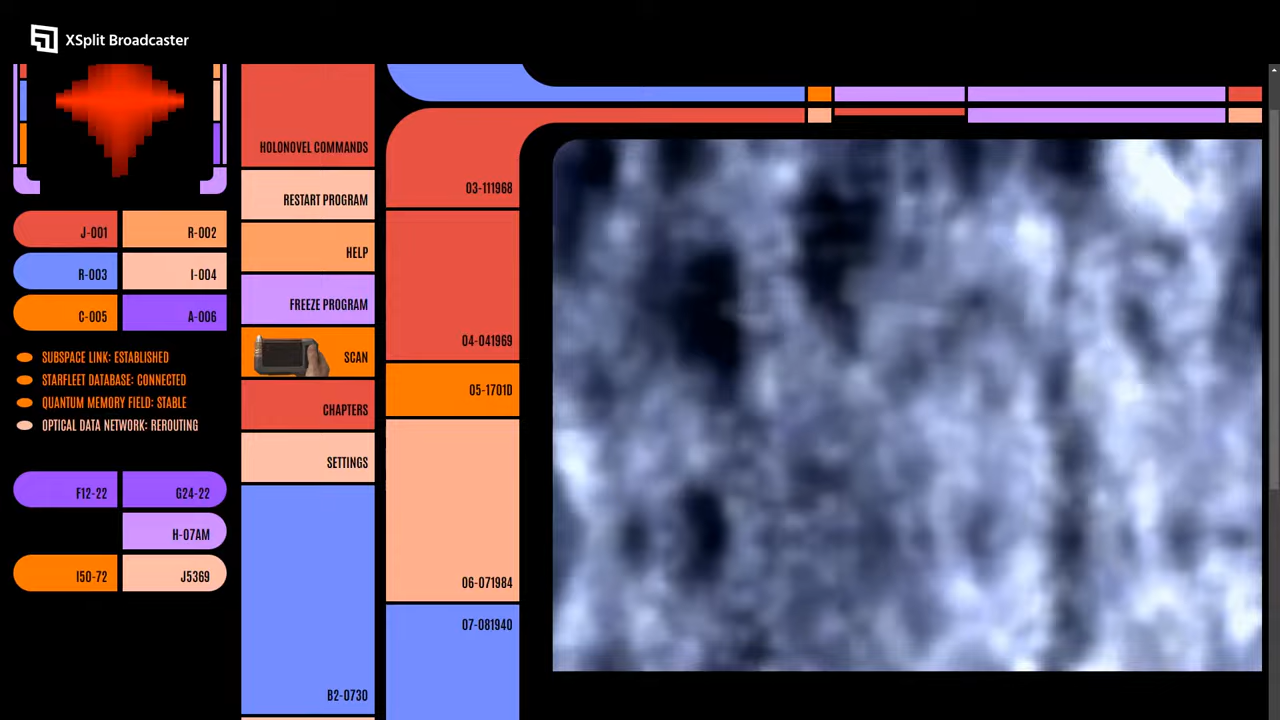 XSplit Broadcaster
J-001
R-002
R-003
I-004
C-005
A-006
SUBSPACE LINK: ESTABLISHED
STARFLEET DATABASE: CONNECTED
QUANTUM MEMORY FIELD: STABLE
OPTICAL DATA NETWORK: REROUTING
F12-22
G24-22
H-07AM
I50-72
J5369
HOLONOVEL COMMANDS
RESTART PROGRAM
HELP
FREEZE PROGRAM
SCAN
CHAPTERS
SETTINGS
B2-0730
03-111968
04-041969
05-1701D
06-071984
07-081940